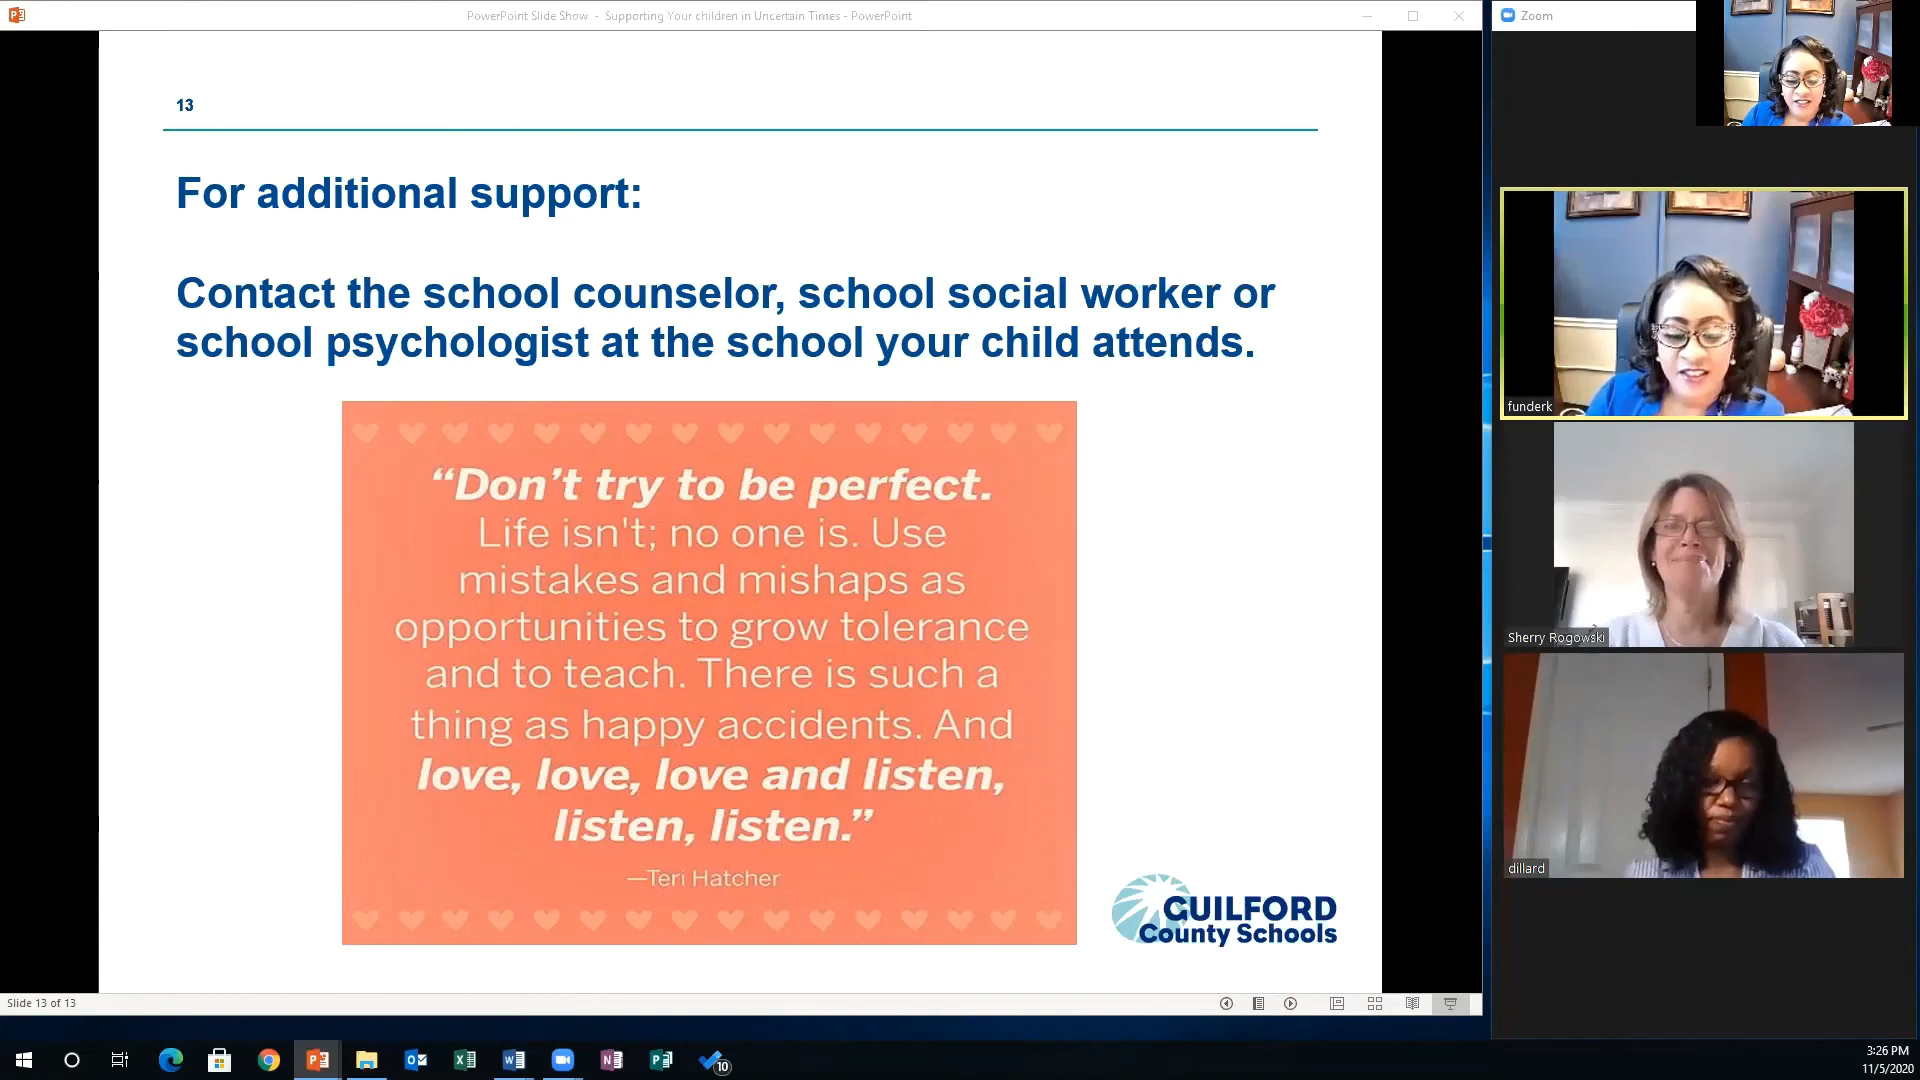 PowerPoint Slide Show - Supporting Your children in Uncertain Times - PowerPoint
Zoom
13
For additional support:
Contact the school counselor, school social worker or
school psychologist at the school your child attends.
“Don’t try to be perfect.
Life isn't; no one is. Use
mistakes and mishaps as
opportunities to grow tolerance
and to teach. There is such a
thing as happy accidents. And
love, love, love and listen,
listen, listen.”
—Teri Hatcher
GUILFORD
County Schools
funderk
Sherry Rogowski
dillard
Slide 13 of 13
10
3:26 PM
11/5/2020